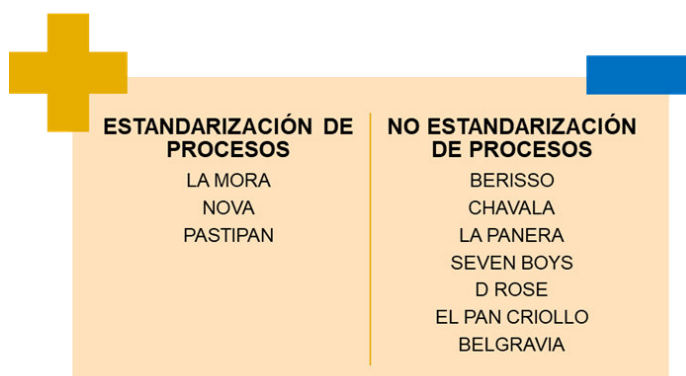 ESTANDARIZACIÓN DE
PROCESOS
LA MORA
NOVA
PASTIPAN
NO ESTANDARIZACIÓN
DE PROCESOS
BERISSO
CHAVALA
LA PANERA
SEVEN BOYS
D ROSE
EL PAN CRIOLLO
BELGRAVIA